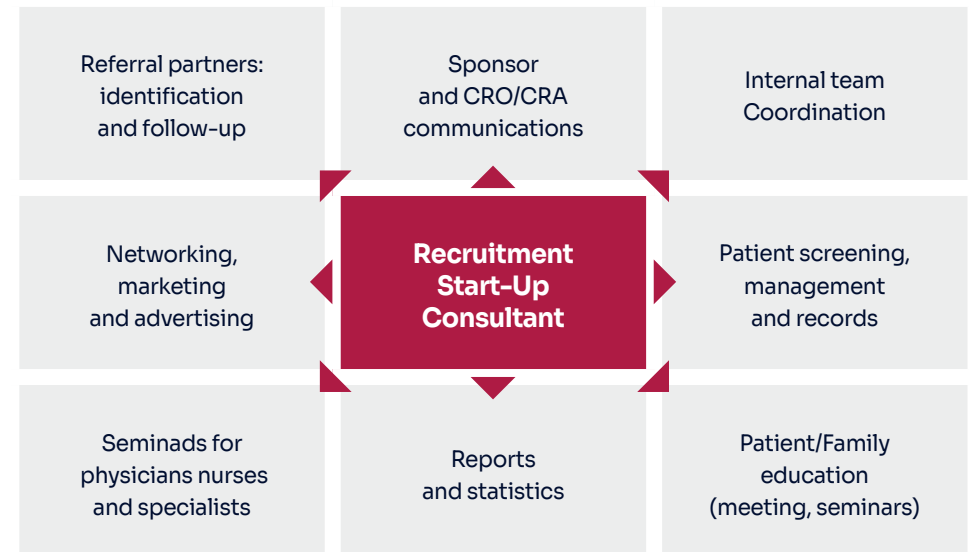 Referral partners:
identification
and follow-up
Sponsor
and CRO/CRA
communications
Internal team
Coordination
Networking,
marketing
and advertising
Recruitment
Start-Up
Consultant
Patient screening,
management
and records
Seminads for
physicians nurses
and specialists
Reports
and statistics
Patient/Family
education
(meeting, seminars)